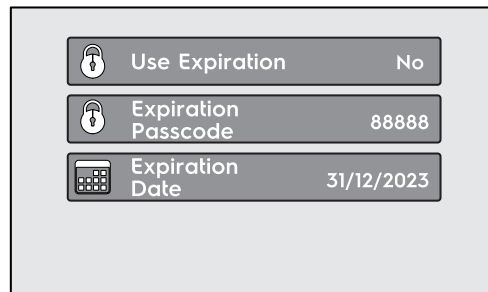 Use Expiration No
Expiration
Passcode 88888
Expiration
Date 31/12/2023